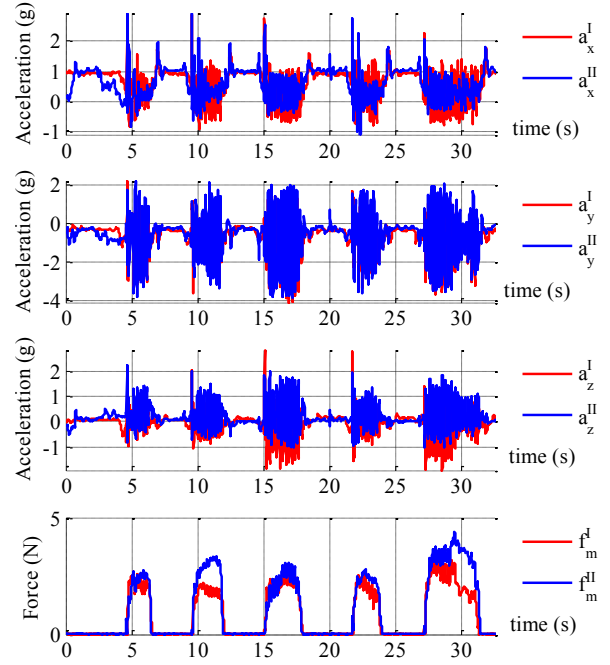 Acceleration (g)
2
1
0
-1
0 5 10 15 20 25 30
time (s)
a_x^I
a_x^II
Acceleration (g)
2
0
-2
-4
0 5 10 15 20 25 30
time (s)
a_y^I
a_y^II
Acceleration (g)
2
1
0
-1
0 5 10 15 20 25 30
time (s)
a_z^I
a_z^II
Force (N)
5
0
0 5 10 15 20 25 30
time (s)
f_m^I
f_m^II